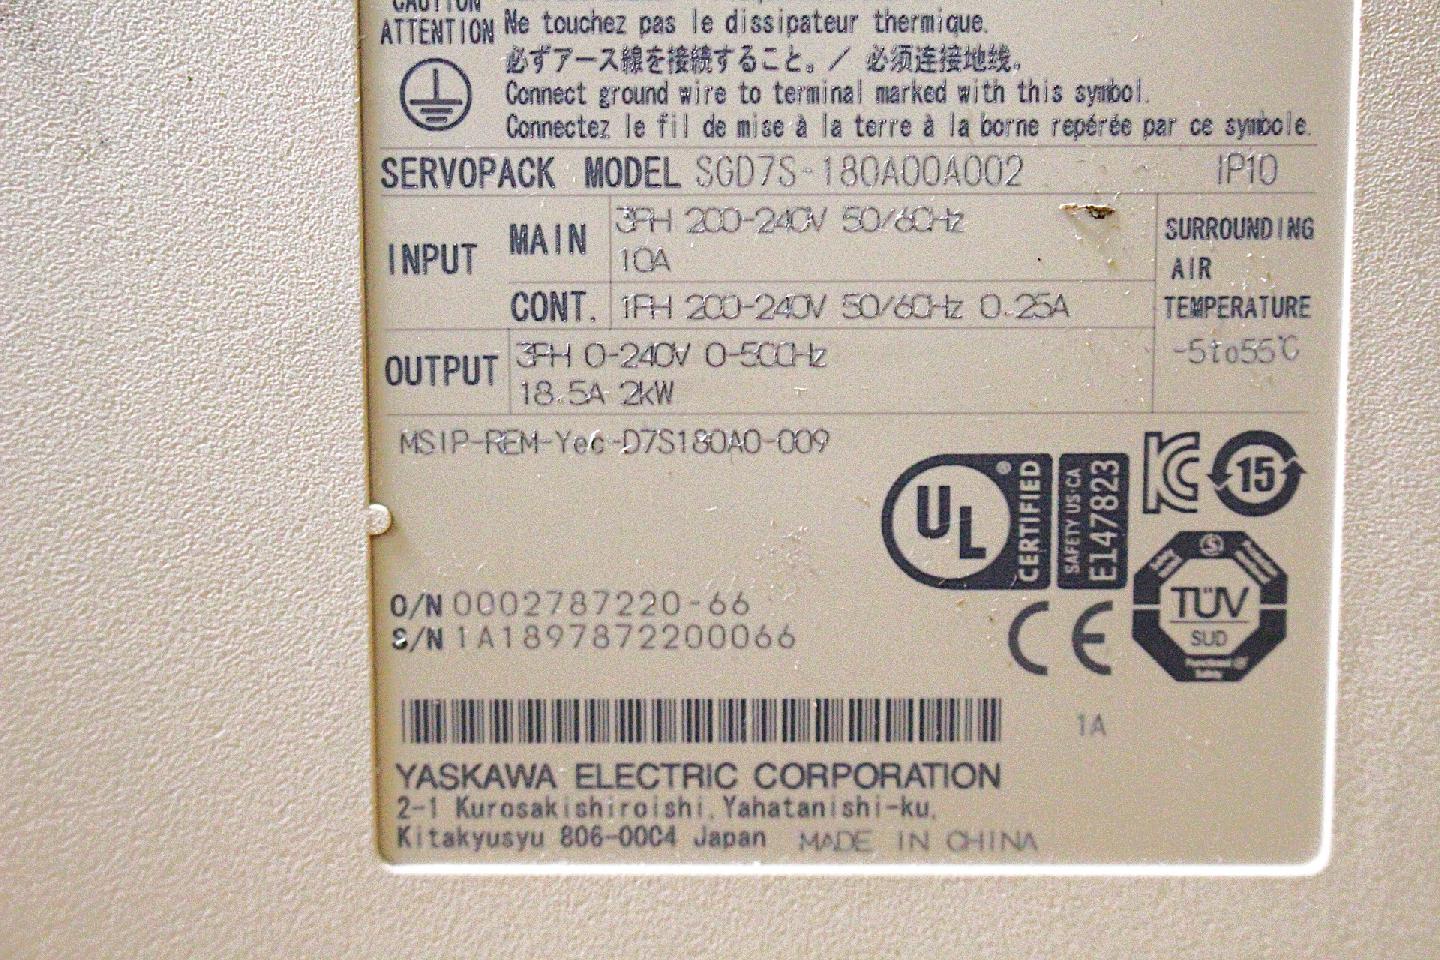 CAUTION
ATTENTION
Ne touchez pas le dissipateur thermique.
必ずアース線を接続すること。／ 必须连接地线。
Connect ground wire to terminal marked with this symbol.
Connectez le fil de mise à la terre à la borne repérée par ce symbole.
SERVOPACK MODEL SGD7S-180A00A002 IP10
INPUT MAIN 3PH 200-240V 50/60Hz
10A
CONT. 1PH 200-240V 50/60Hz 0.25A
SURROUNDING
AIR
TEMPERATURE
-5to55℃
OUTPUT 3PH 0-240V 0-500Hz
18.5A 2kW
MSIP-REM-Yec-D7S180A0-009
UL ® CERTIFIED
SAFETY US·CA
E147823
KC
15
TÜV
SUD
CE
O/N 0002787220-66
S/N 1A1897872200066
1A
YASKAWA ELECTRIC CORPORATION
2-1 Kurosakishiroishi, Yahatanishi-ku,
Kitakyusyu 806-0004 Japan MADE IN CHINA